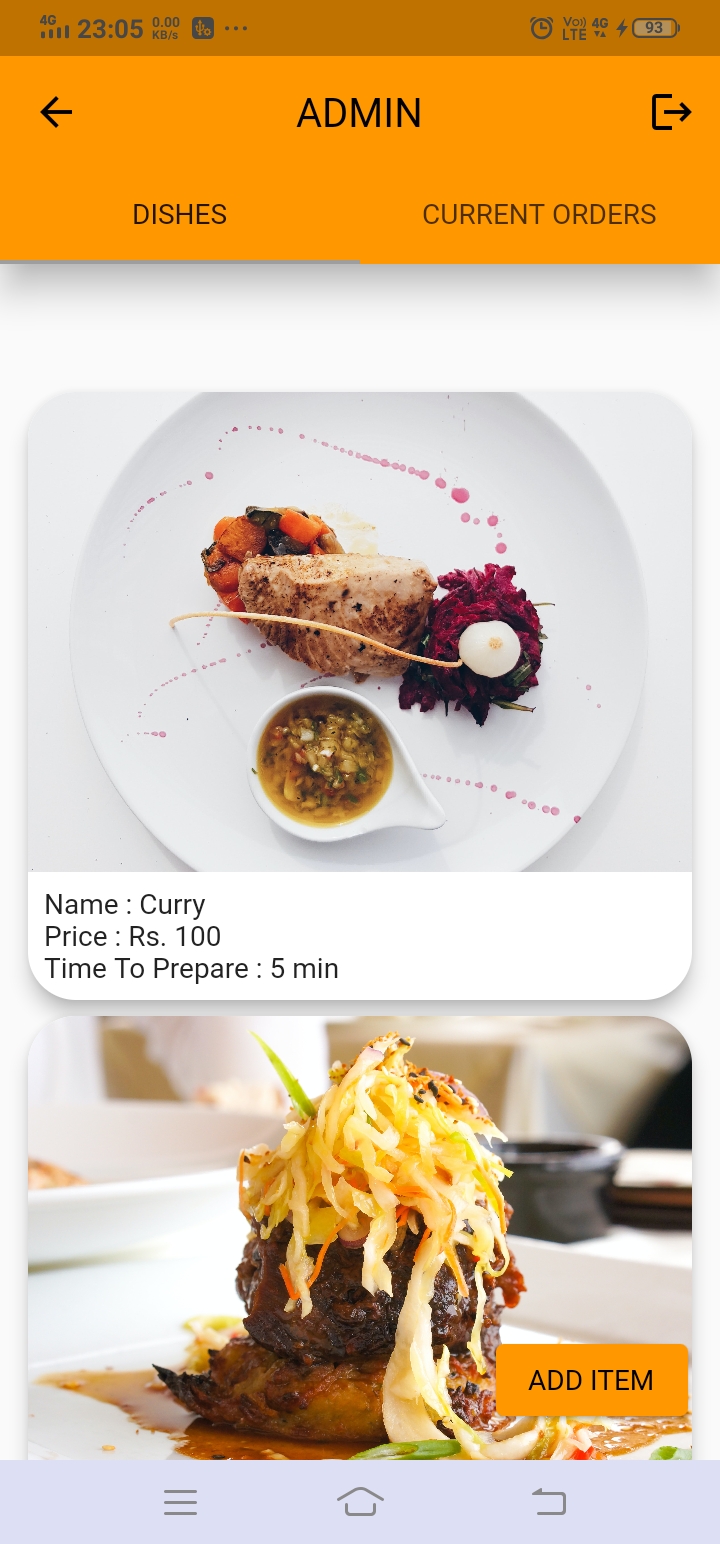 4G 23:05 0.00 KB/s ... Vo)) LTE 4G 93
ADMIN
DISHES CURRENT ORDERS
Name : Curry
Price : Rs. 100
Time To Prepare : 5 min
ADD ITEM